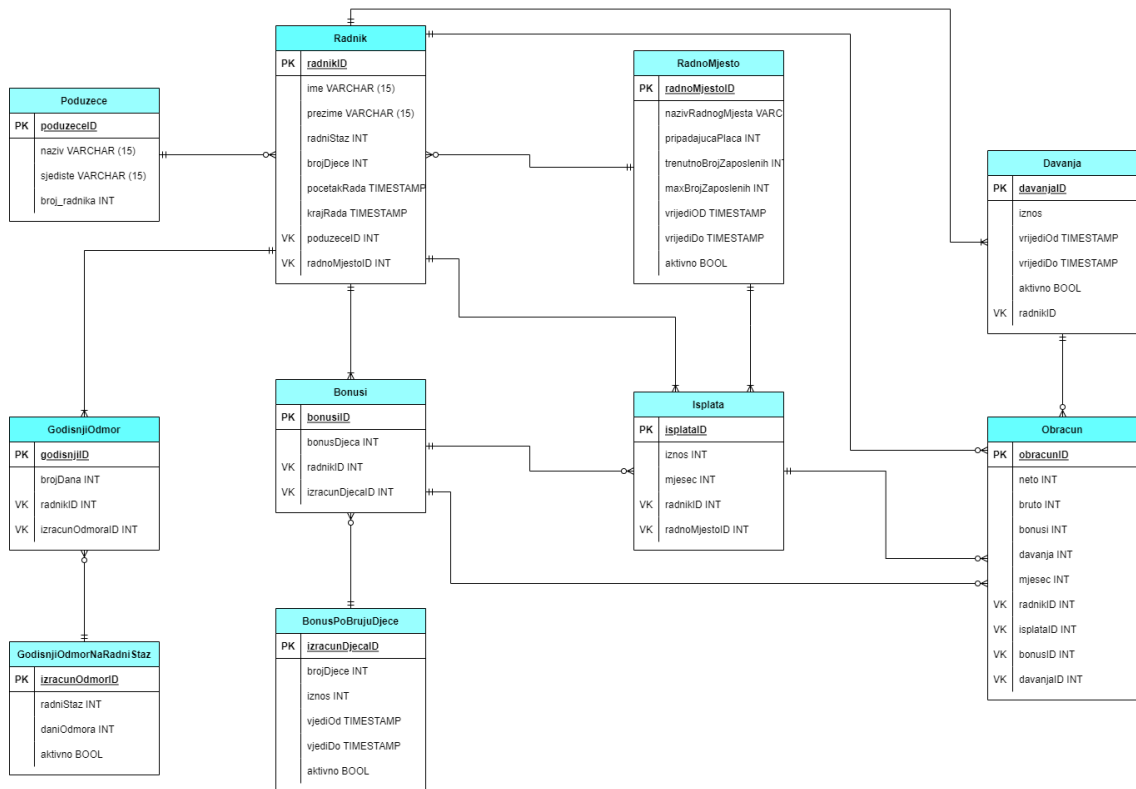 Radnik
PK radnikID
ime VARCHAR (15)
prezime VARCHAR (15)
radniStaz INT
brojDjece INT
pocetakRada TIMESTAMP
krajRada TIMESTAMP
VK poduzeceID INT
VK radnoMjestoID INT
RadnoMjesto
PK radnoMjestoID
nazivRadnogMjesta VARC
pripadajucaPlaca INT
trenutnoBrojZaposlenih INT
maxBrojZaposlenih INT
vrijediOD TIMESTAMP
vrijediDo TIMESTAMP
aktivno BOOL
Poduzece
PK poduzeceID
naziv VARCHAR (15)
sjediste VARCHAR (15)
broj_radnika INT
Davanja
PK davanjaID
iznos
vrijediOd TIMESTAMP
vrijediDo TIMESTAMP
aktivno BOOL
VK radnikID
Bonusi
PK bonusiID
bonusDjeca INT
VK radnikID INT
VK izracunDjecaID INT
Isplata
PK isplataID
iznos INT
mjesec INT
VK radnikID INT
VK radnoMjestoID INT
GodisnjiOdmor
PK godisnjiID
brojDana INT
VK radnikID INT
VK izracunOdmoraID INT
Obracun
PK obracunID
neto INT
bruto INT
bonusi INT
davanja INT
mjesec INT
VK radnikID INT
VK isplataID INT
VK bonusID INT
VK davanjaID INT
BonusPoBrujuDjece
PK izracunDjecaID
brojDjece INT
iznos INT
vjediOd TIMESTAMP
vjediDo TIMESTAMP
aktivno BOOL
GodisnjiOdmorNaRadniStaz
PK izracunOdmorID
radniStaz INT
daniOdmora INT
aktivno BOOL